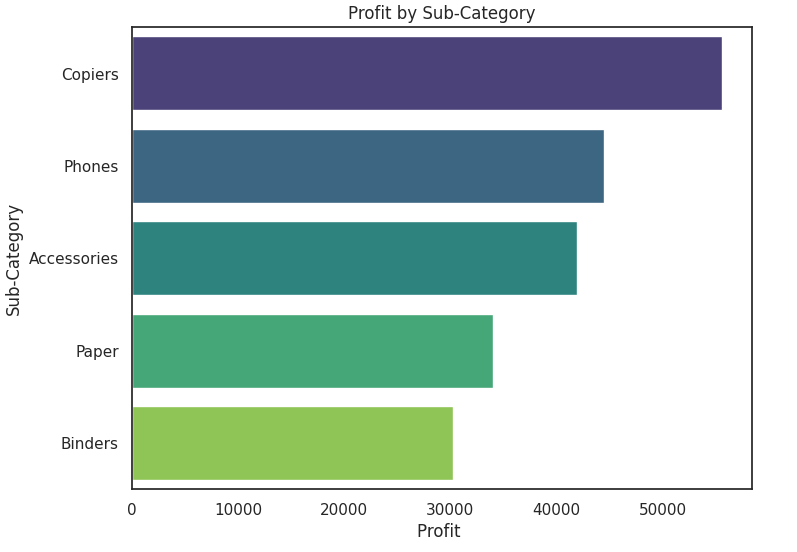 Profit by Sub-Category
Sub-Category
Copiers
Phones
Accessories
Paper
Binders
0 10000 20000 30000 40000 50000
Profit